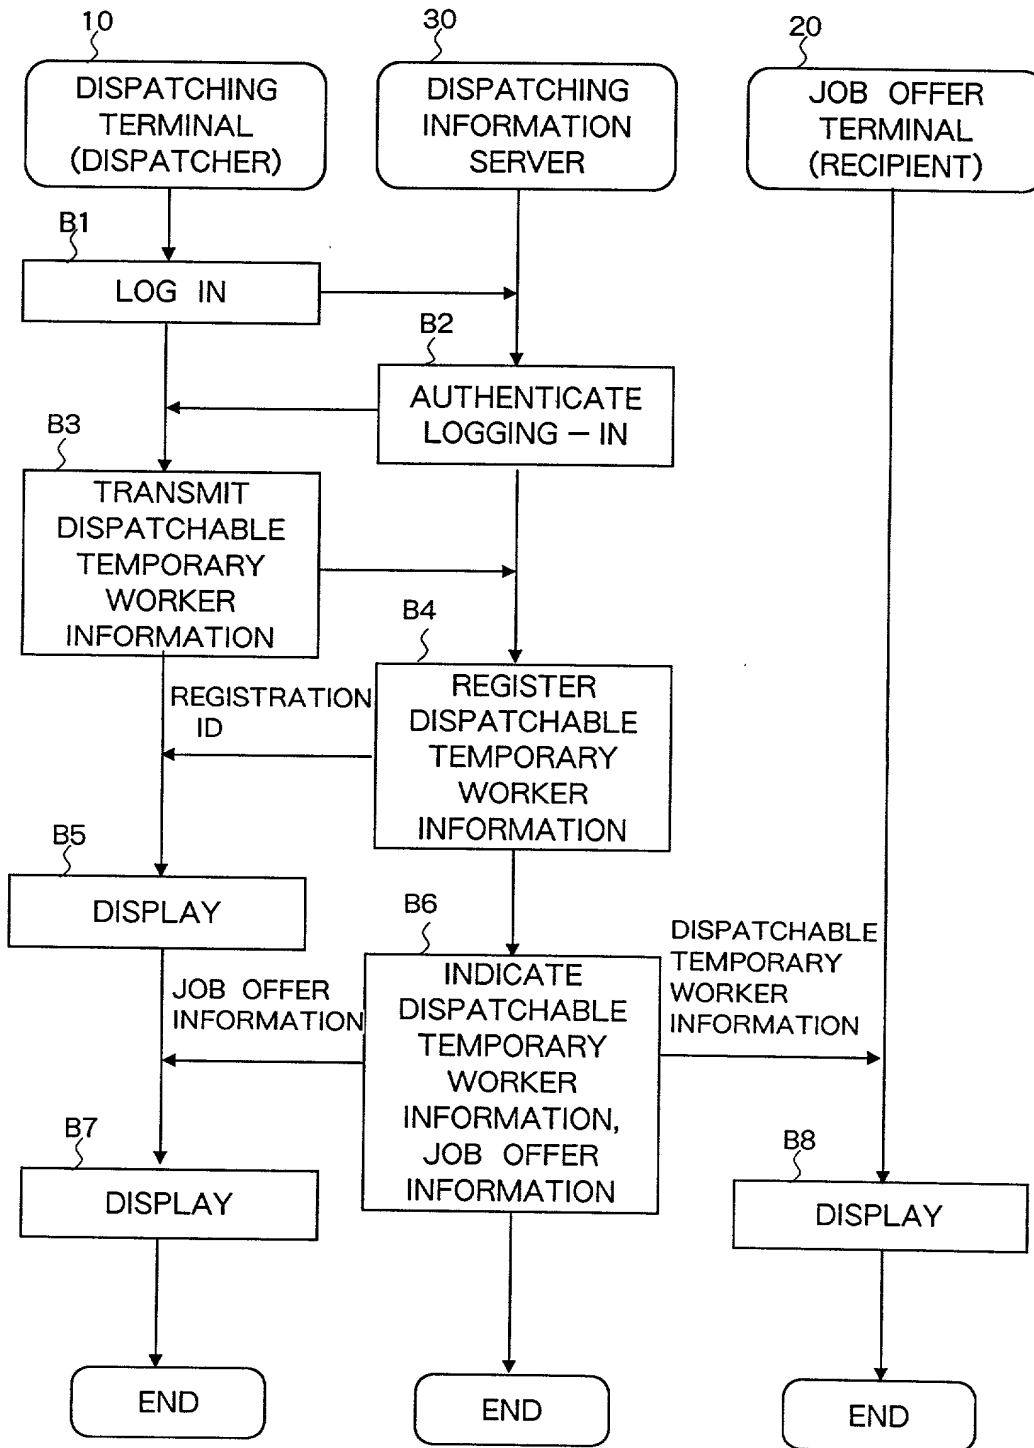 10
DISPATCHING
TERMINAL
(DISPATCHER)
30
DISPATCHING
INFORMATION
SERVER
20
JOB OFFER
TERMINAL
(RECIPIENT)
B1
LOG IN
B2
AUTHENTICATE
LOGGING－IN
B3
TRANSMIT
DISPATCHABLE
TEMPORARY
WORKER
INFORMATION
B4
REGISTER
DISPATCHABLE
TEMPORARY
WORKER
INFORMATION
REGISTRATION
ID
B5
DISPLAY
B6
INDICATE
DISPATCHABLE
TEMPORARY
WORKER
INFORMATION,
JOB OFFER
INFORMATION
JOB OFFER
INFORMATION
DISPATCHABLE
TEMPORARY
WORKER
INFORMATION
B7
DISPLAY
B8
DISPLAY
END
END
END